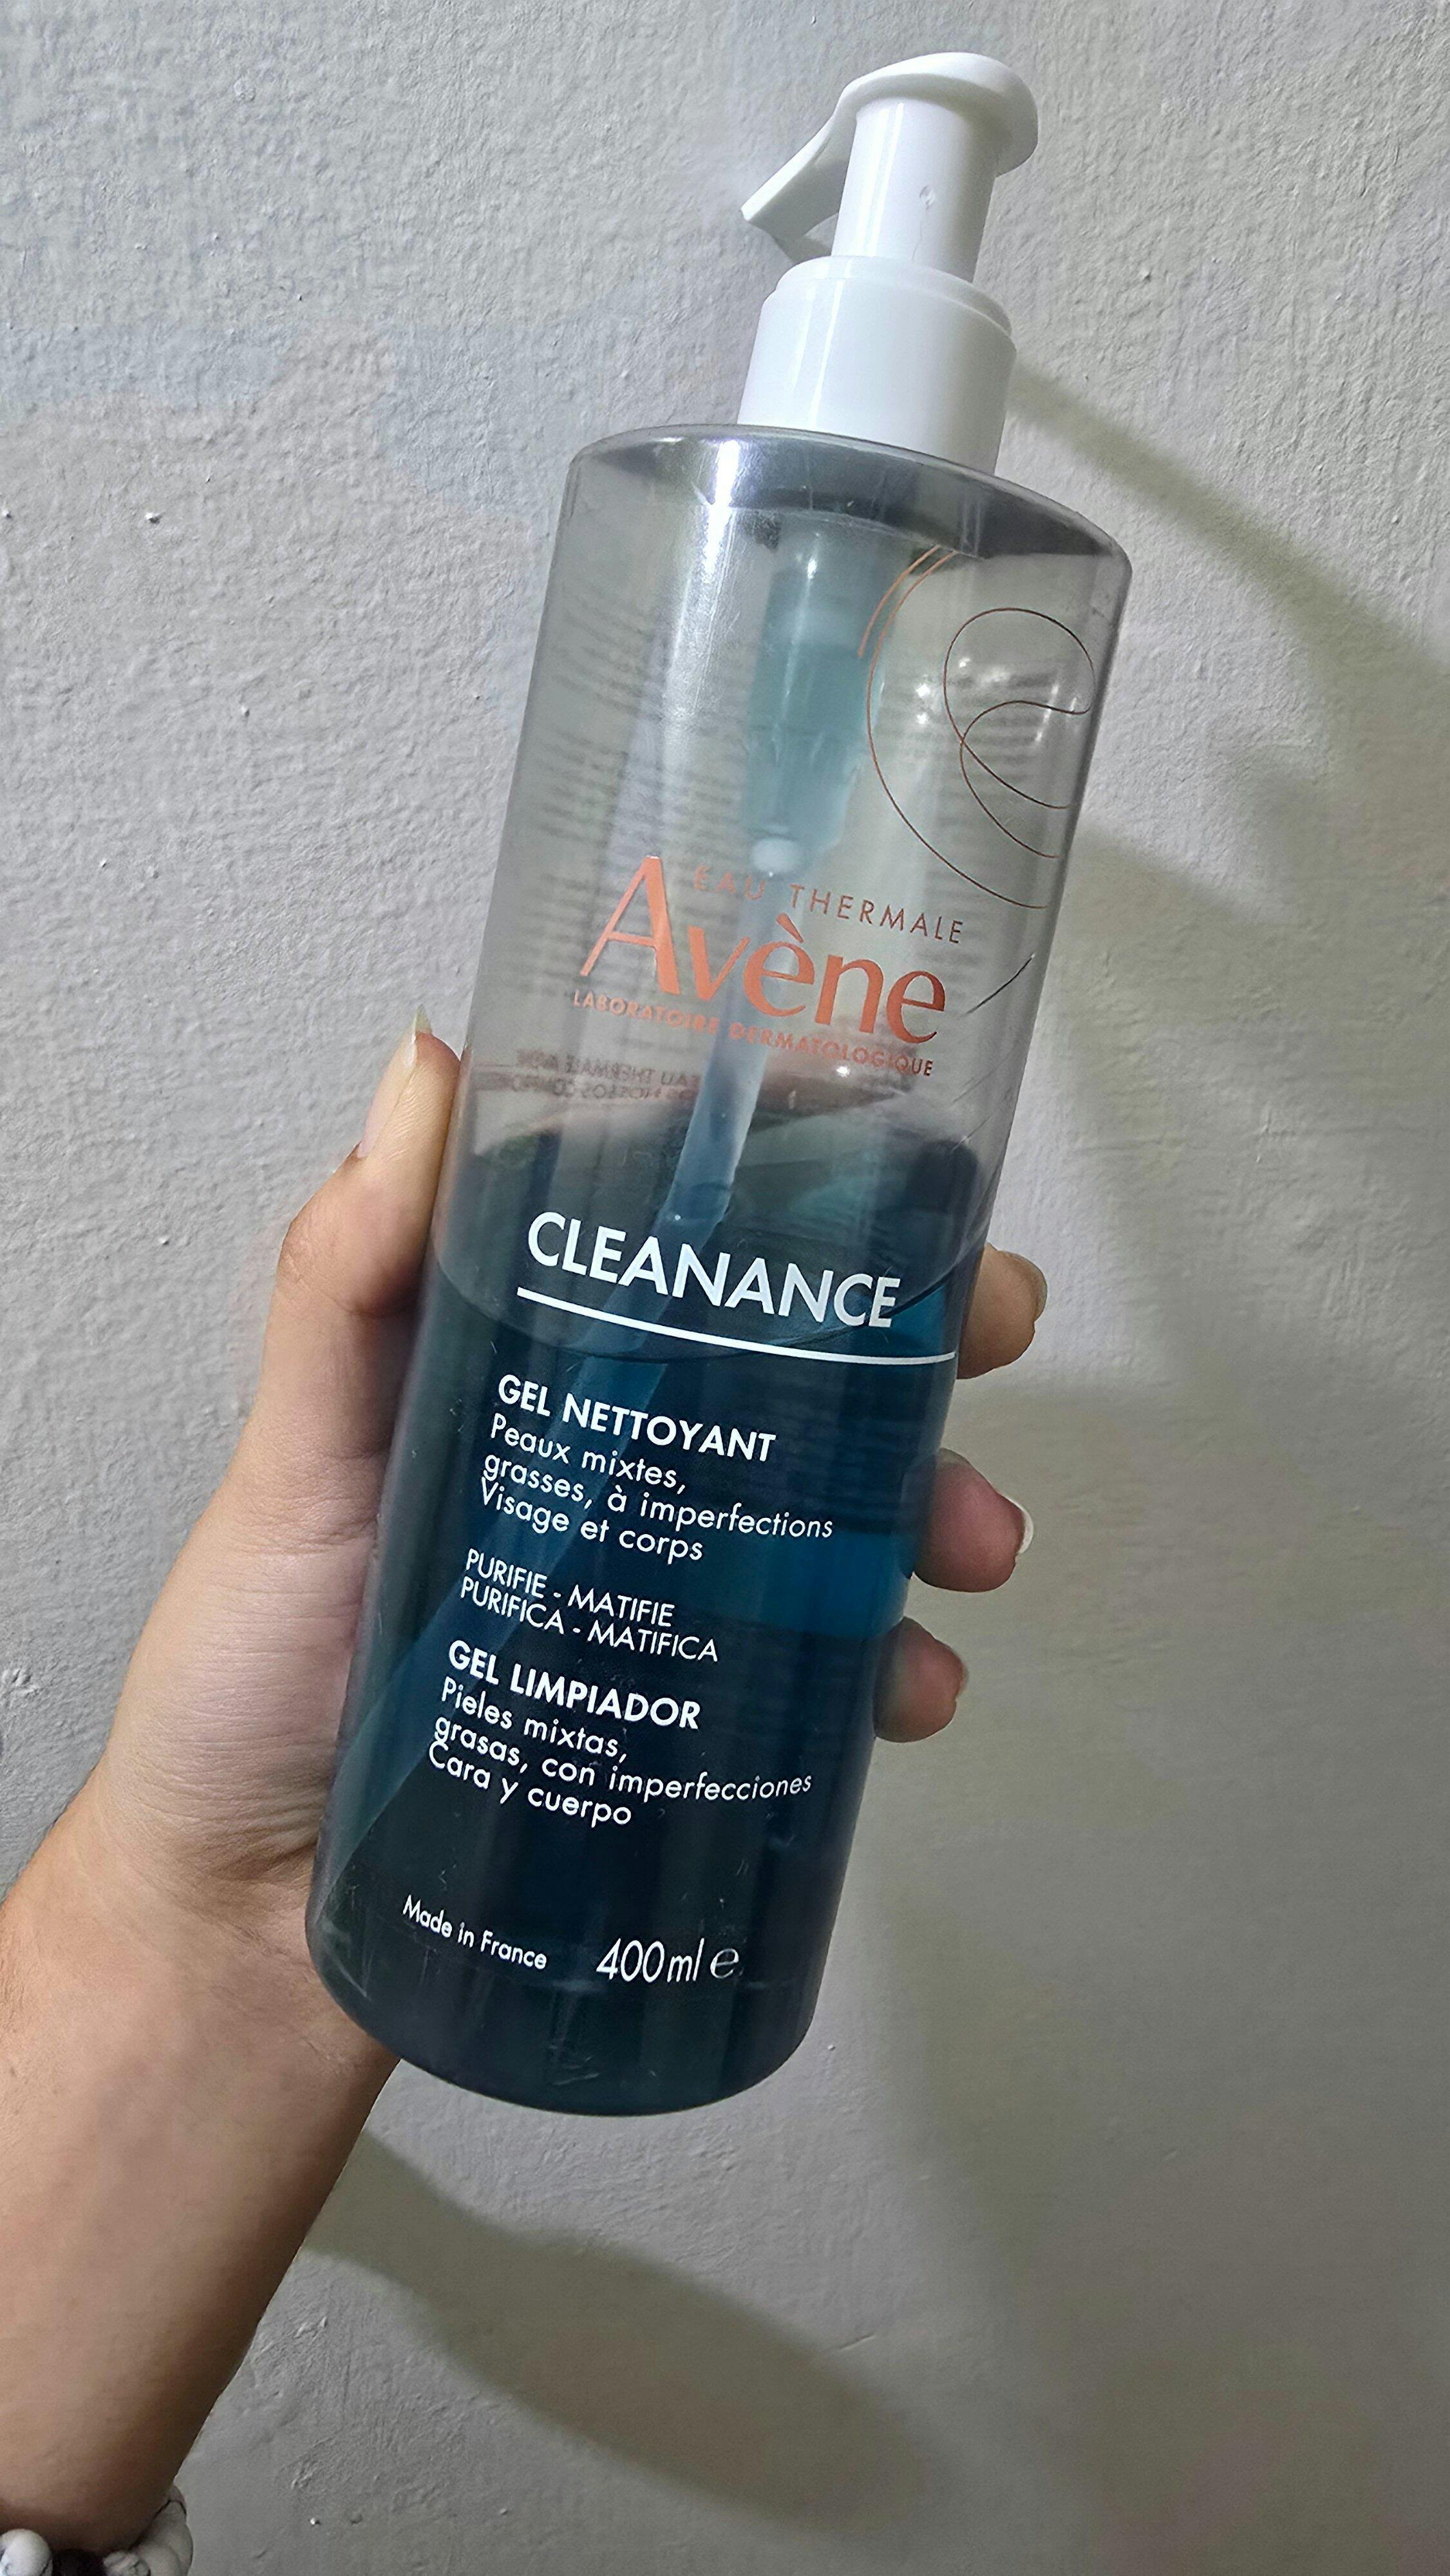 EAU THERMALE
Avène
LABORATOIRE DERMATOLOGIQUE
CLEANANCE
GEL NETTOYANT
Peaux mixtes,
grasses, à imperfections
Visage et corps
PURIFIE - MATIFIE
PURIFICA - MATIFICA
GEL LIMPIADOR
Pieles mixtas,
grasas, con imperfecciones
Cara y cuerpo
Made in France 400ml e